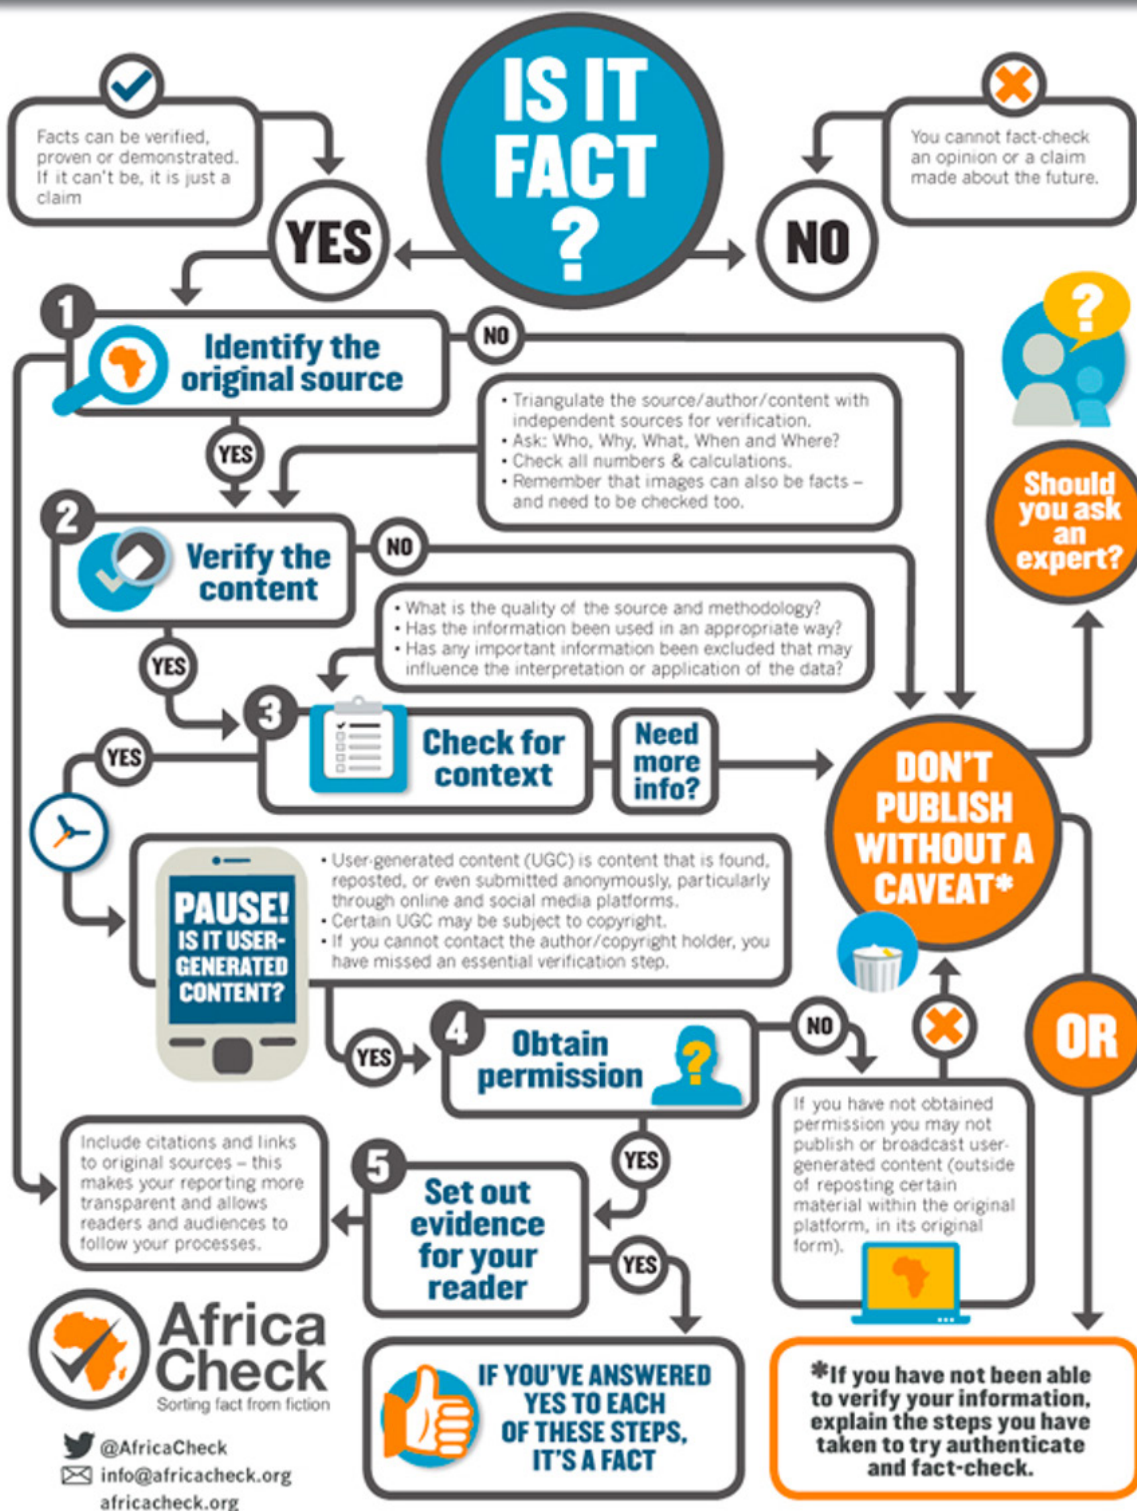 IS IT
FACT
?
Facts can be verified,
proven or demonstrated.
If it can't be, it is just a
claim
YES
You cannot fact-check
an opinion or a claim
made about the future.
NO
1
Identify the
original source
NO
YES
• Triangulate the source/author/content with
independent sources for verification.
• Ask: Who, Why, What, When and Where?
• Check all numbers & calculations.
• Remember that images can also be facts –
and need to be checked too.
?
Should
you ask
an
expert?
2
Verify the
content
NO
YES
• What is the quality of the source and methodology?
• Has the information been used in an appropriate way?
• Has any important information been excluded that may
influence the interpretation or application of the data?
3
Check for
context
Need
more
info?
YES
DON'T
PUBLISH
WITHOUT A
CAVEAT*
PAUSE!
IS IT USER-
GENERATED
CONTENT?
• User-generated content (UGC) is content that is found,
reposted, or even submitted anonymously, particularly
through online and social media platforms.
• Certain UGC may be subject to copyright.
• If you cannot contact the author/copyright holder, you
have missed an essential verification step.
YES
4
Obtain
permission
?
NO
OR
YES
If you have not obtained
permission you may not
publish or broadcast user-
generated content (outside
of reposting certain
material within the original
platform, in its original
form).
Include citations and links
to original sources – this
makes your reporting more
transparent and allows
readers and audiences to
follow your processes.
5
Set out
evidence
for your
reader
YES
IF YOU'VE ANSWERED
YES TO EACH
OF THESE STEPS,
IT'S A FACT
*If you have not been able
to verify your information,
explain the steps you have
taken to try authenticate
and fact-check.
Africa
Check
Sorting fact from fiction
@AfricaCheck
info@africacheck.org
africacheck.org